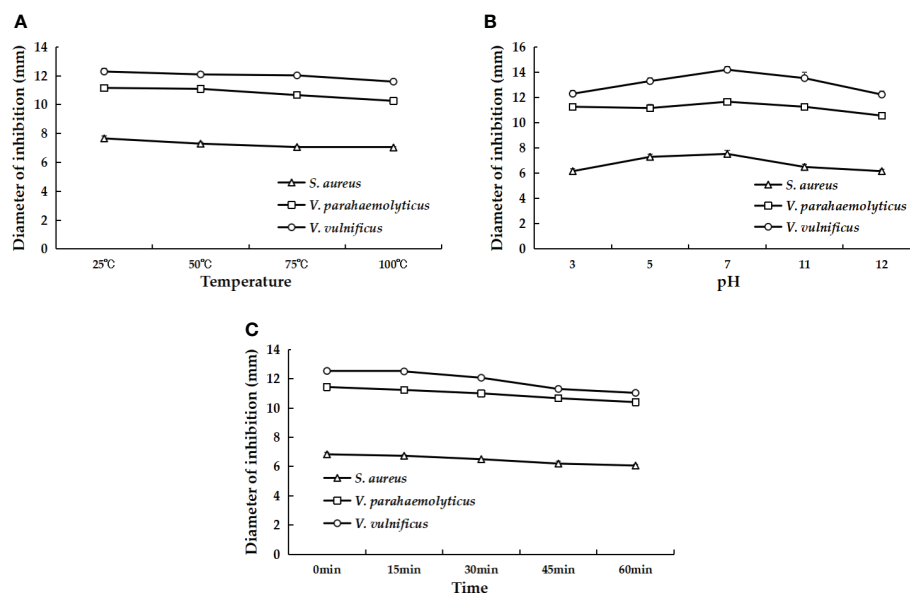 A
Diameter of inhibition (mm)
14
12
10
8
6
4
2
0
S. aureus
V. parahaemolyticus
V. vulnificus
25℃ 50℃ 75℃ 100℃
Temperature
B
Diameter of inhibition (mm)
16
14
12
10
8
6
4
2
0
S. aureus
V. parahaemolyticus
V. vulnificus
3 5 7 11 12
pH
C
Diameter of inhibition (mm)
14
12
10
8
6
4
2
0
S. aureus
V. parahaemolyticus
V. vulnificus
0min 15min 30min 45min 60min
Time